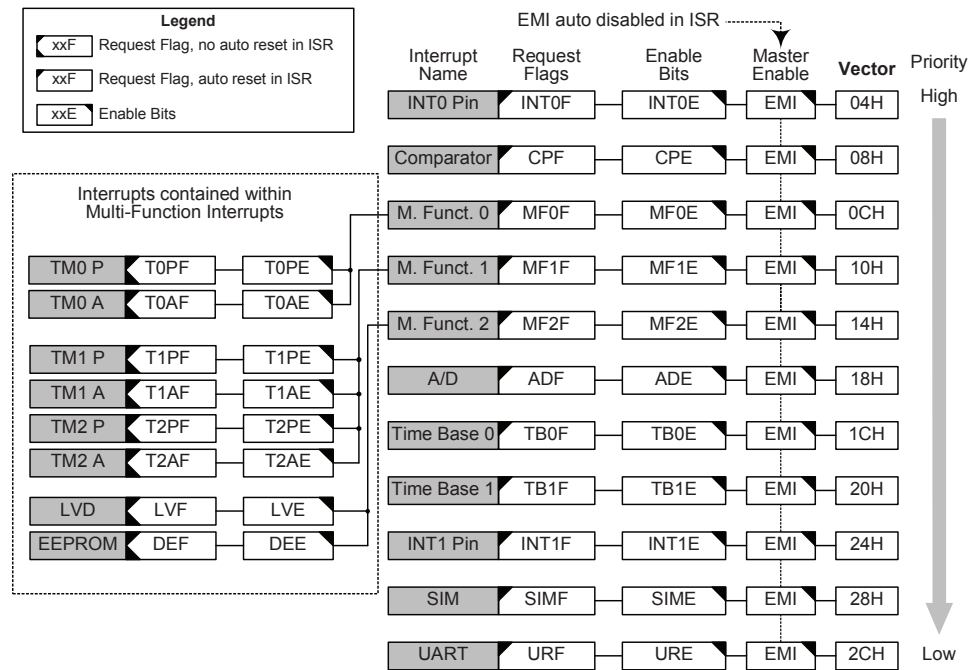 Legend
xxF Request Flag, no auto reset in ISR
xxF Request Flag, auto reset in ISR
xxE Enable Bits
EMI auto disabled in ISR
Interrupt Name Request Flags Enable Bits Master Enable Vector Priority
INT0 Pin INT0F INT0E EMI 04H High
Comparator CPF CPE EMI 08H
Interrupts contained within
Multi-Function Interrupts
M. Funct. 0 MF0F MF0E EMI 0CH
TM0 P T0PF T0PE
M. Funct. 1 MF1F MF1E EMI 10H
TM0 A T0AF T0AE
M. Funct. 2 MF2F MF2E EMI 14H
TM1 P T1PF T1PE
A/D ADF ADE EMI 18H
TM1 A T1AF T1AE
TM2 P T2PF T2PE
Time Base 0 TB0F TB0E EMI 1CH
TM2 A T2AF T2AE
Time Base 1 TB1F TB1E EMI 20H
LVD LVF LVE
EEPROM DEF DEE
INT1 Pin INT1F INT1E EMI 24H
SIM SIMF SIME EMI 28H
UART URF URE EMI 2CH Low